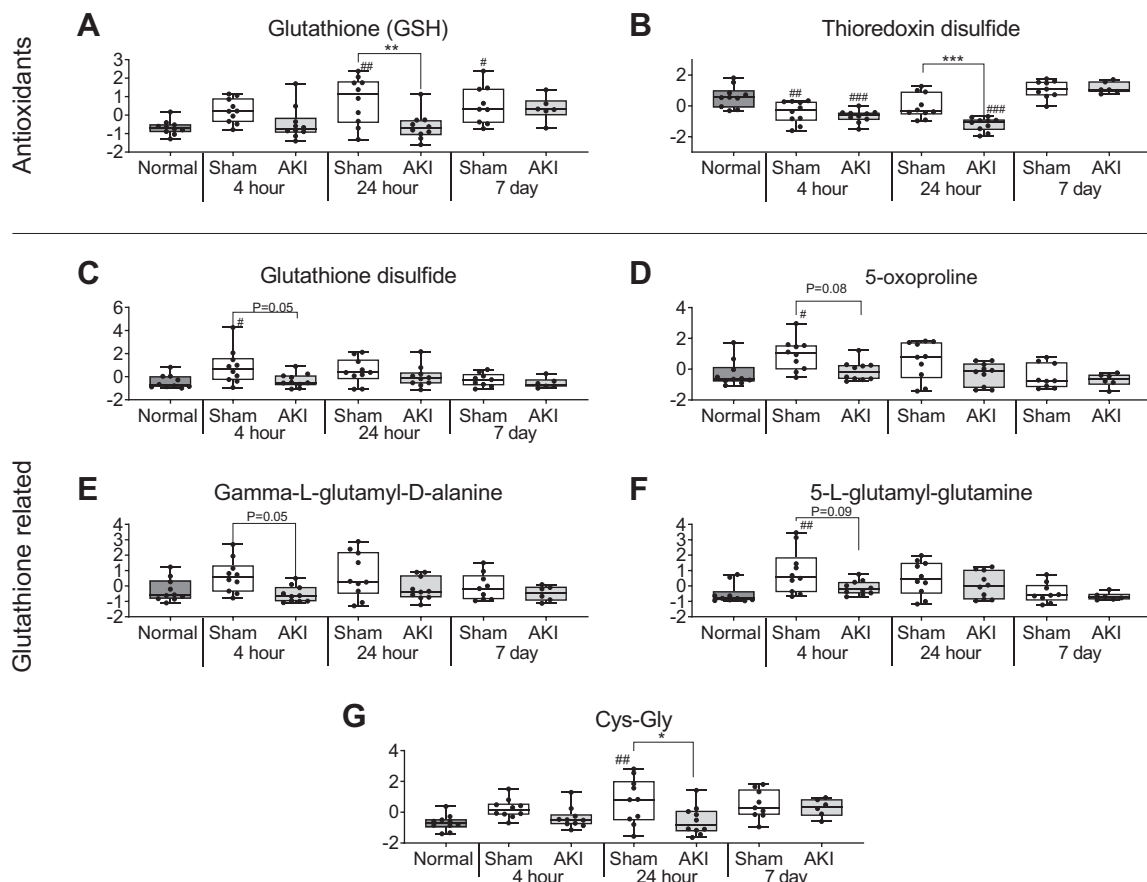 Antioxidants
A
Glutathione (GSH)
**
##
#
3
2
1
0
-1
-2
Normal Sham AKI Sham AKI Sham AKI
4 hour 24 hour 7 day
B
Thioredoxin disulfide
***
##
###
###
2
0
-2
Normal Sham AKI Sham AKI Sham AKI
4 hour 24 hour 7 day
Glutathione related
C
Glutathione disulfide
P=0.05
#
6
4
2
0
-2
Normal Sham AKI Sham AKI Sham AKI
4 hour 24 hour 7 day
D
5-oxoproline
P=0.08
#
4
2
0
-2
Normal Sham AKI Sham AKI Sham AKI
E
Gamma-L-glutamyl-D-alanine
P=0.05
4
3
2
1
0
-1
-2
Normal Sham AKI Sham AKI Sham AKI
4 hour 24 hour 7 day
F
5-L-glutamyl-glutamine
P=0.09
##
4
3
2
1
0
-1
-2
Normal Sham AKI Sham AKI Sham AKI
4 hour 24 hour 7 day
G
Cys-Gly
*
##
4
2
0
-2
Normal Sham AKI Sham AKI Sham AKI
4 hour 24 hour 7 day